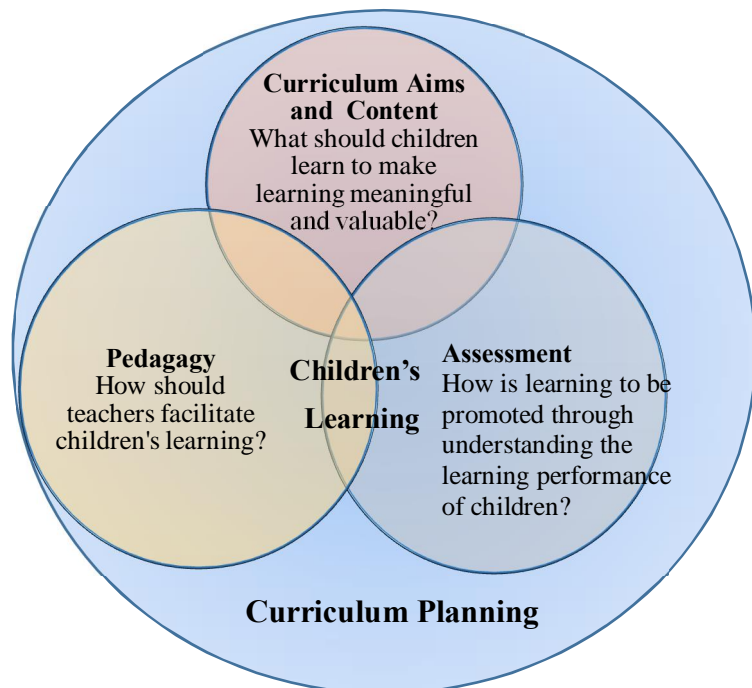 Curriculum Aims
and Content
What should children
learn to make
learning meaningful
and valuable?
Pedagagy
How should
teachers facilitate
children's learning?
Children’s
Learning
Assessment
How is learning to be
promoted through
understanding the
learning performance
of children?
Curriculum Planning